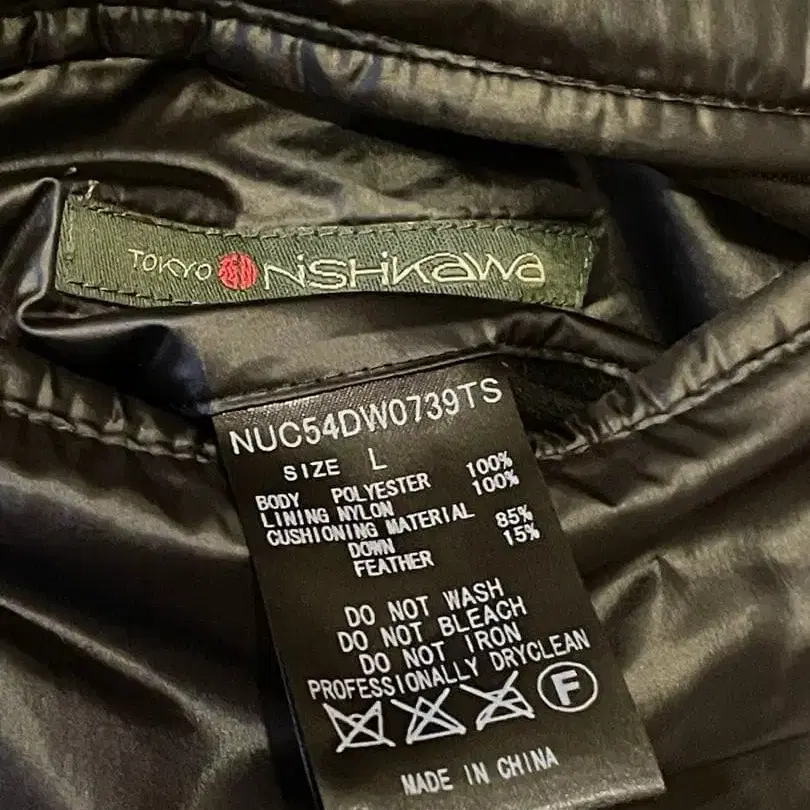 TOKYO NiSHiKaWa
NUC54DW0739TS
SIZE L
BODY POLYESTER 100%
LINING NYLON 100%
CUSHIONING MATERIAL
DOWN 85%
FEATHER 15%
DO NOT WASH
DO NOT BLEACH
DO NOT IRON
PROFESSIONALLY DRYCLEAN
F
MADE IN CHINA